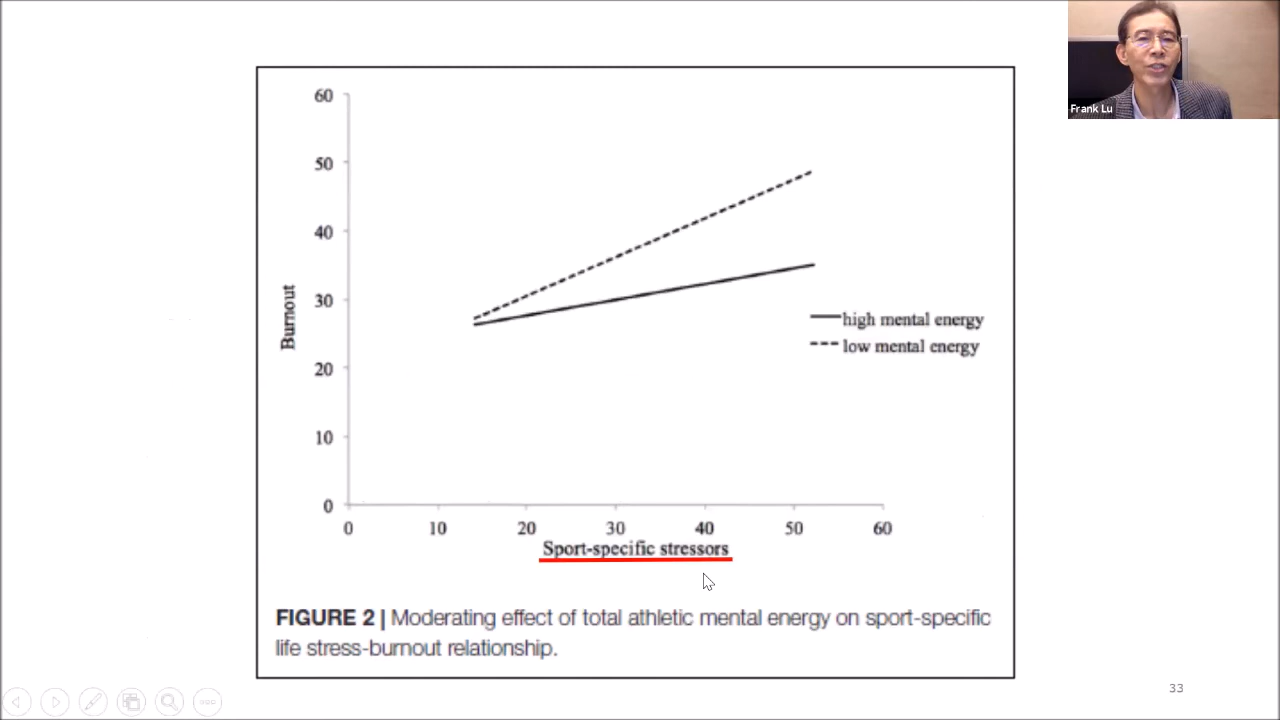 Frank Lu
60
50
40
30
20
10
0
Burnout
high mental energy
low mental energy
0 10 20 30 40 50 60
Sport-specific stressors
FIGURE 2 | Moderating effect of total athletic mental energy on sport-specific
life stress-burnout relationship.
33